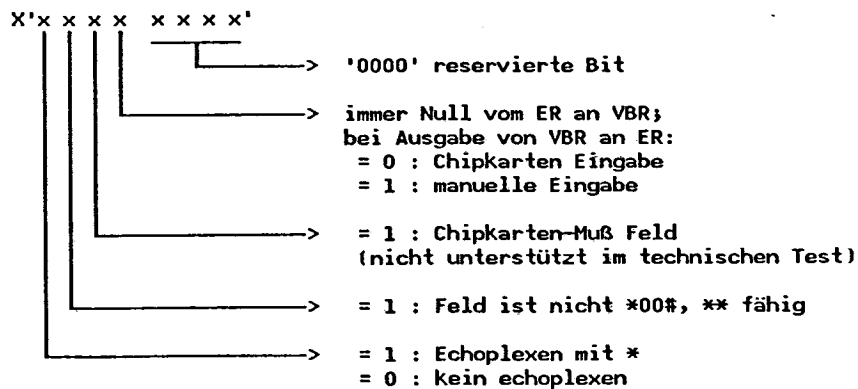 X'x x x x x x x x'
> '0000' reservierte Bit
> immer Null vom ER an VBR;
bei Ausgabe von VBR an ER:
= 0 : Chipkarten Eingabe
= 1 : manuelle Eingabe
> = 1 : Chipkarten-Muß Feld
(nicht unterstützt im technischen Test)
> = 1 : Feld ist nicht *00#, ** fähig
> = 1 : Echoplexen mit *
= 0 : kein echoplexen